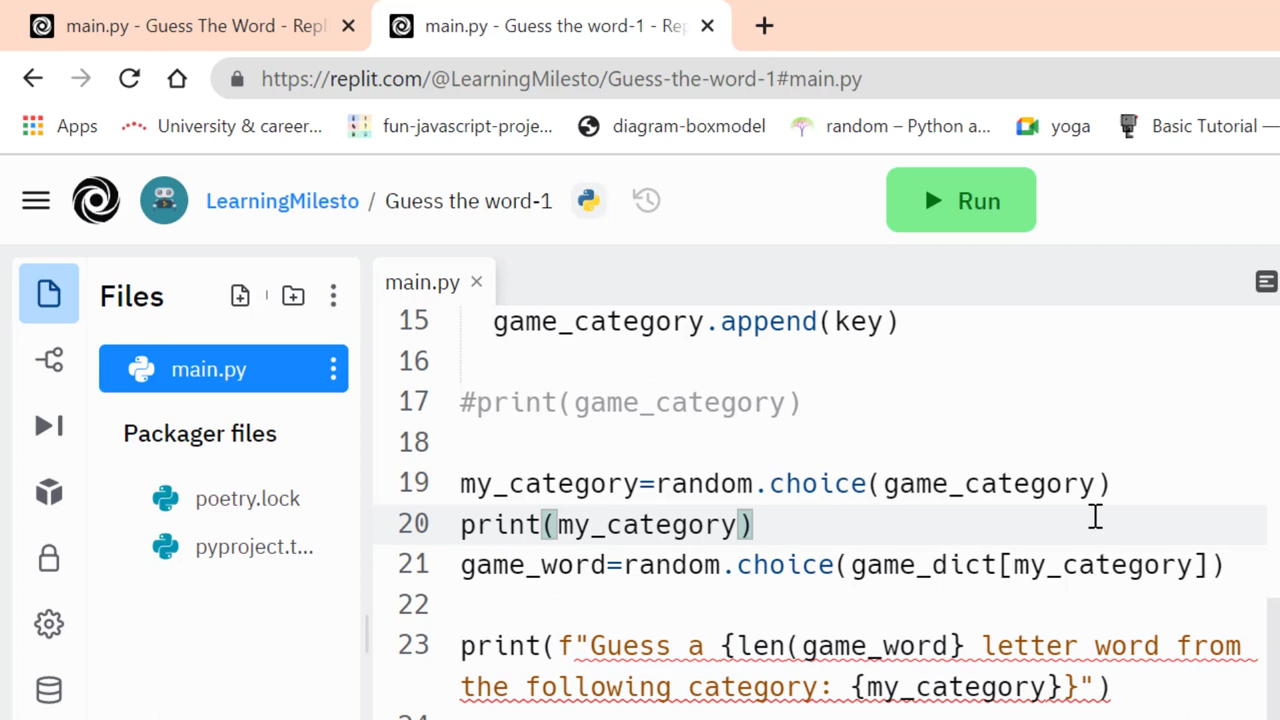 main.py - Guess The Word - Repl
main.py - Guess the word-1 - Rep
https://replit.com/@LearningMilesto/Guess-the-word-1#main.py
Apps
University & career...
fun-javascript-proje...
diagram-boxmodel
random – Python a...
yoga
Basic Tutorial —
LearningMilesto / Guess the word-1
Run
Files
main.py
main.py
Packager files
poetry.lock
pyproject.t...
15 game_category.append(key)
16
17 #print(game_category)
18
19 my_category=random.choice(game_category)
20 print(my_category)
21 game_word=random.choice(game_dict[my_category])
22
23 print(f"Guess a {len(game_word} letter word from
the following category: {my_category}}")